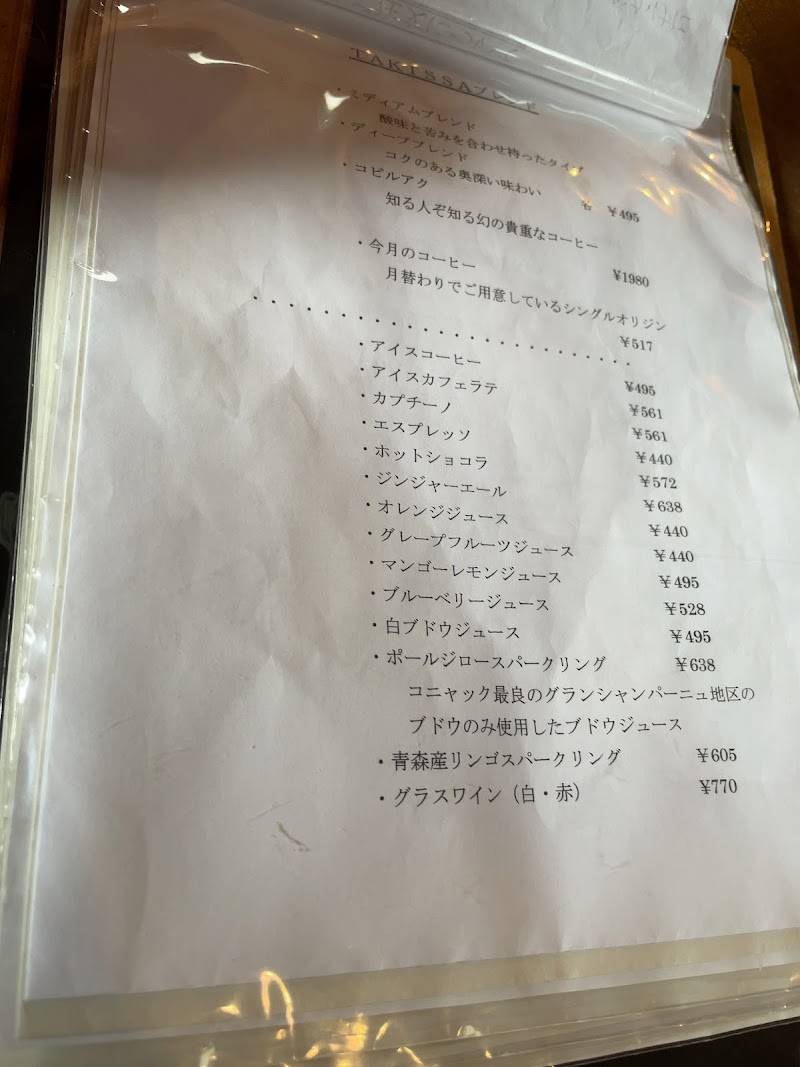 TAKISSAブレンド
・ミディアムブレンド
酸味と苦みを合わせ持ったタイプ
・ディープブレンド
コクのある奥深い味わい
各 ¥495
・コピルアク
知る人ぞ知る幻の貴重なコーヒー
¥1980
・今月のコーヒー
月替わりでご用意しているシングルオリジン
¥517
・・・・・・・・・・・・・・・・・・・・・・・・・・
・アイスコーヒー ¥495
・アイスカフェラテ ¥561
・カプチーノ ¥561
・エスプレッソ ¥440
・ホットショコラ ¥572
・ジンジャーエール ¥638
・オレンジジュース ¥440
・グレープフルーツジュース ¥440
・マンゴーレモンジュース ¥495
・ブルーベリージュース ¥528
・白ブドウジュース ¥495
・ポールジロースパークリング ¥638
コニャック最良のグランシャンパーニュ地区の
ブドウのみ使用したブドウジュース
・青森産リンゴスパークリング ¥605
・グラスワイン（白・赤） ¥770